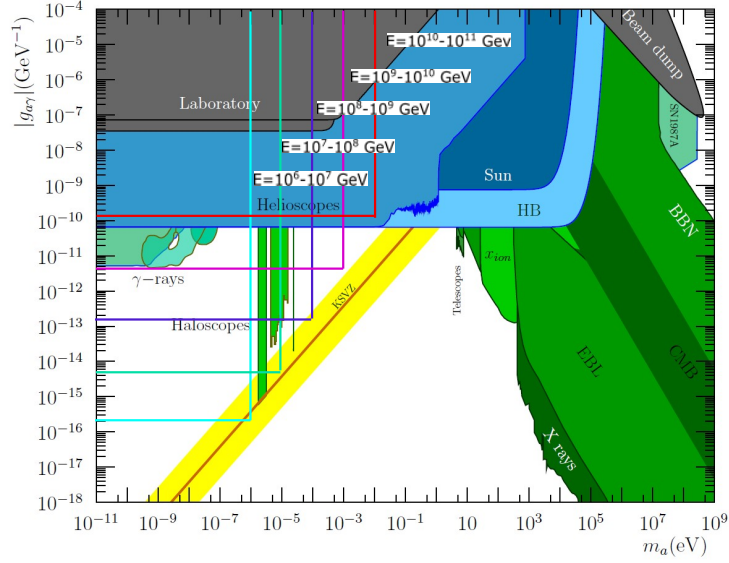 |g_{aγ}|(GeV⁻¹)
10⁻⁴
10⁻⁵
10⁻⁶
10⁻⁷
10⁻⁸
10⁻⁹
10⁻¹⁰
10⁻¹¹
10⁻¹²
10⁻¹³
10⁻¹⁴
10⁻¹⁵
10⁻¹⁶
10⁻¹⁷
10⁻¹⁸
E=10¹⁰-10¹¹ GeV
E=10⁹-10¹⁰ GeV
E=10⁸-10⁹ GeV
E=10⁷-10⁸ GeV
E=10⁶-10⁷ GeV
Laboratory
Helioscopes
Sun
HB
Beam dump
SN1987A
BBN
γ−rays
Haloscopes
KSVZ
Telescopes
x_{ion}
EBL
CMB
X rays
10⁻¹¹
10⁻⁹
10⁻⁷
10⁻⁵
10⁻³
10⁻¹
10
10³
10⁵
10⁷
10⁹
m_a(eV)